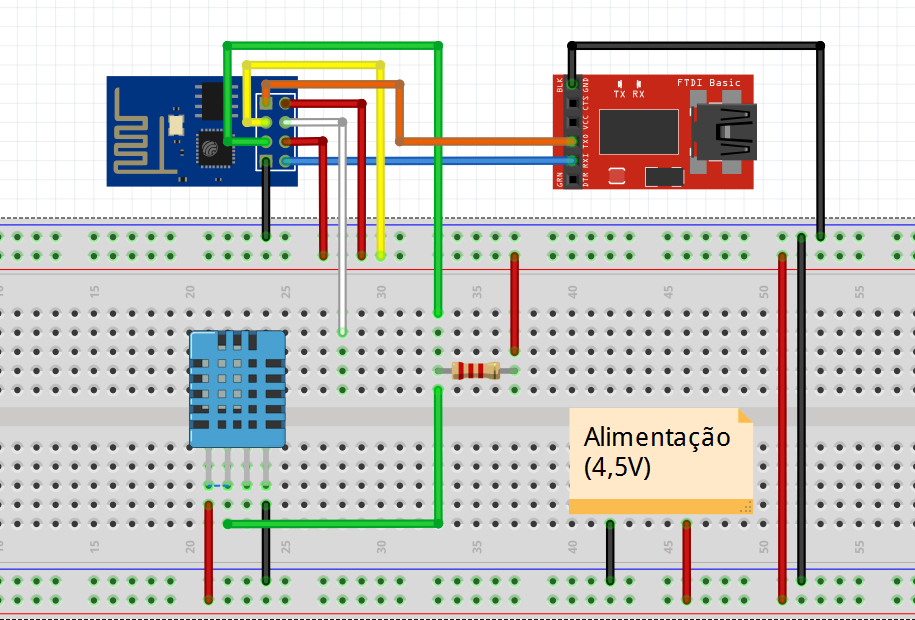 FTDI Basic
TX RX
BLK
GND
CTS
VCC
TXO
RXI
DTR
GRN
15 20 25 30 35 40 45 50 55
Alimentação
(4,5V)
15 20 25 30 35 40 45 50 55